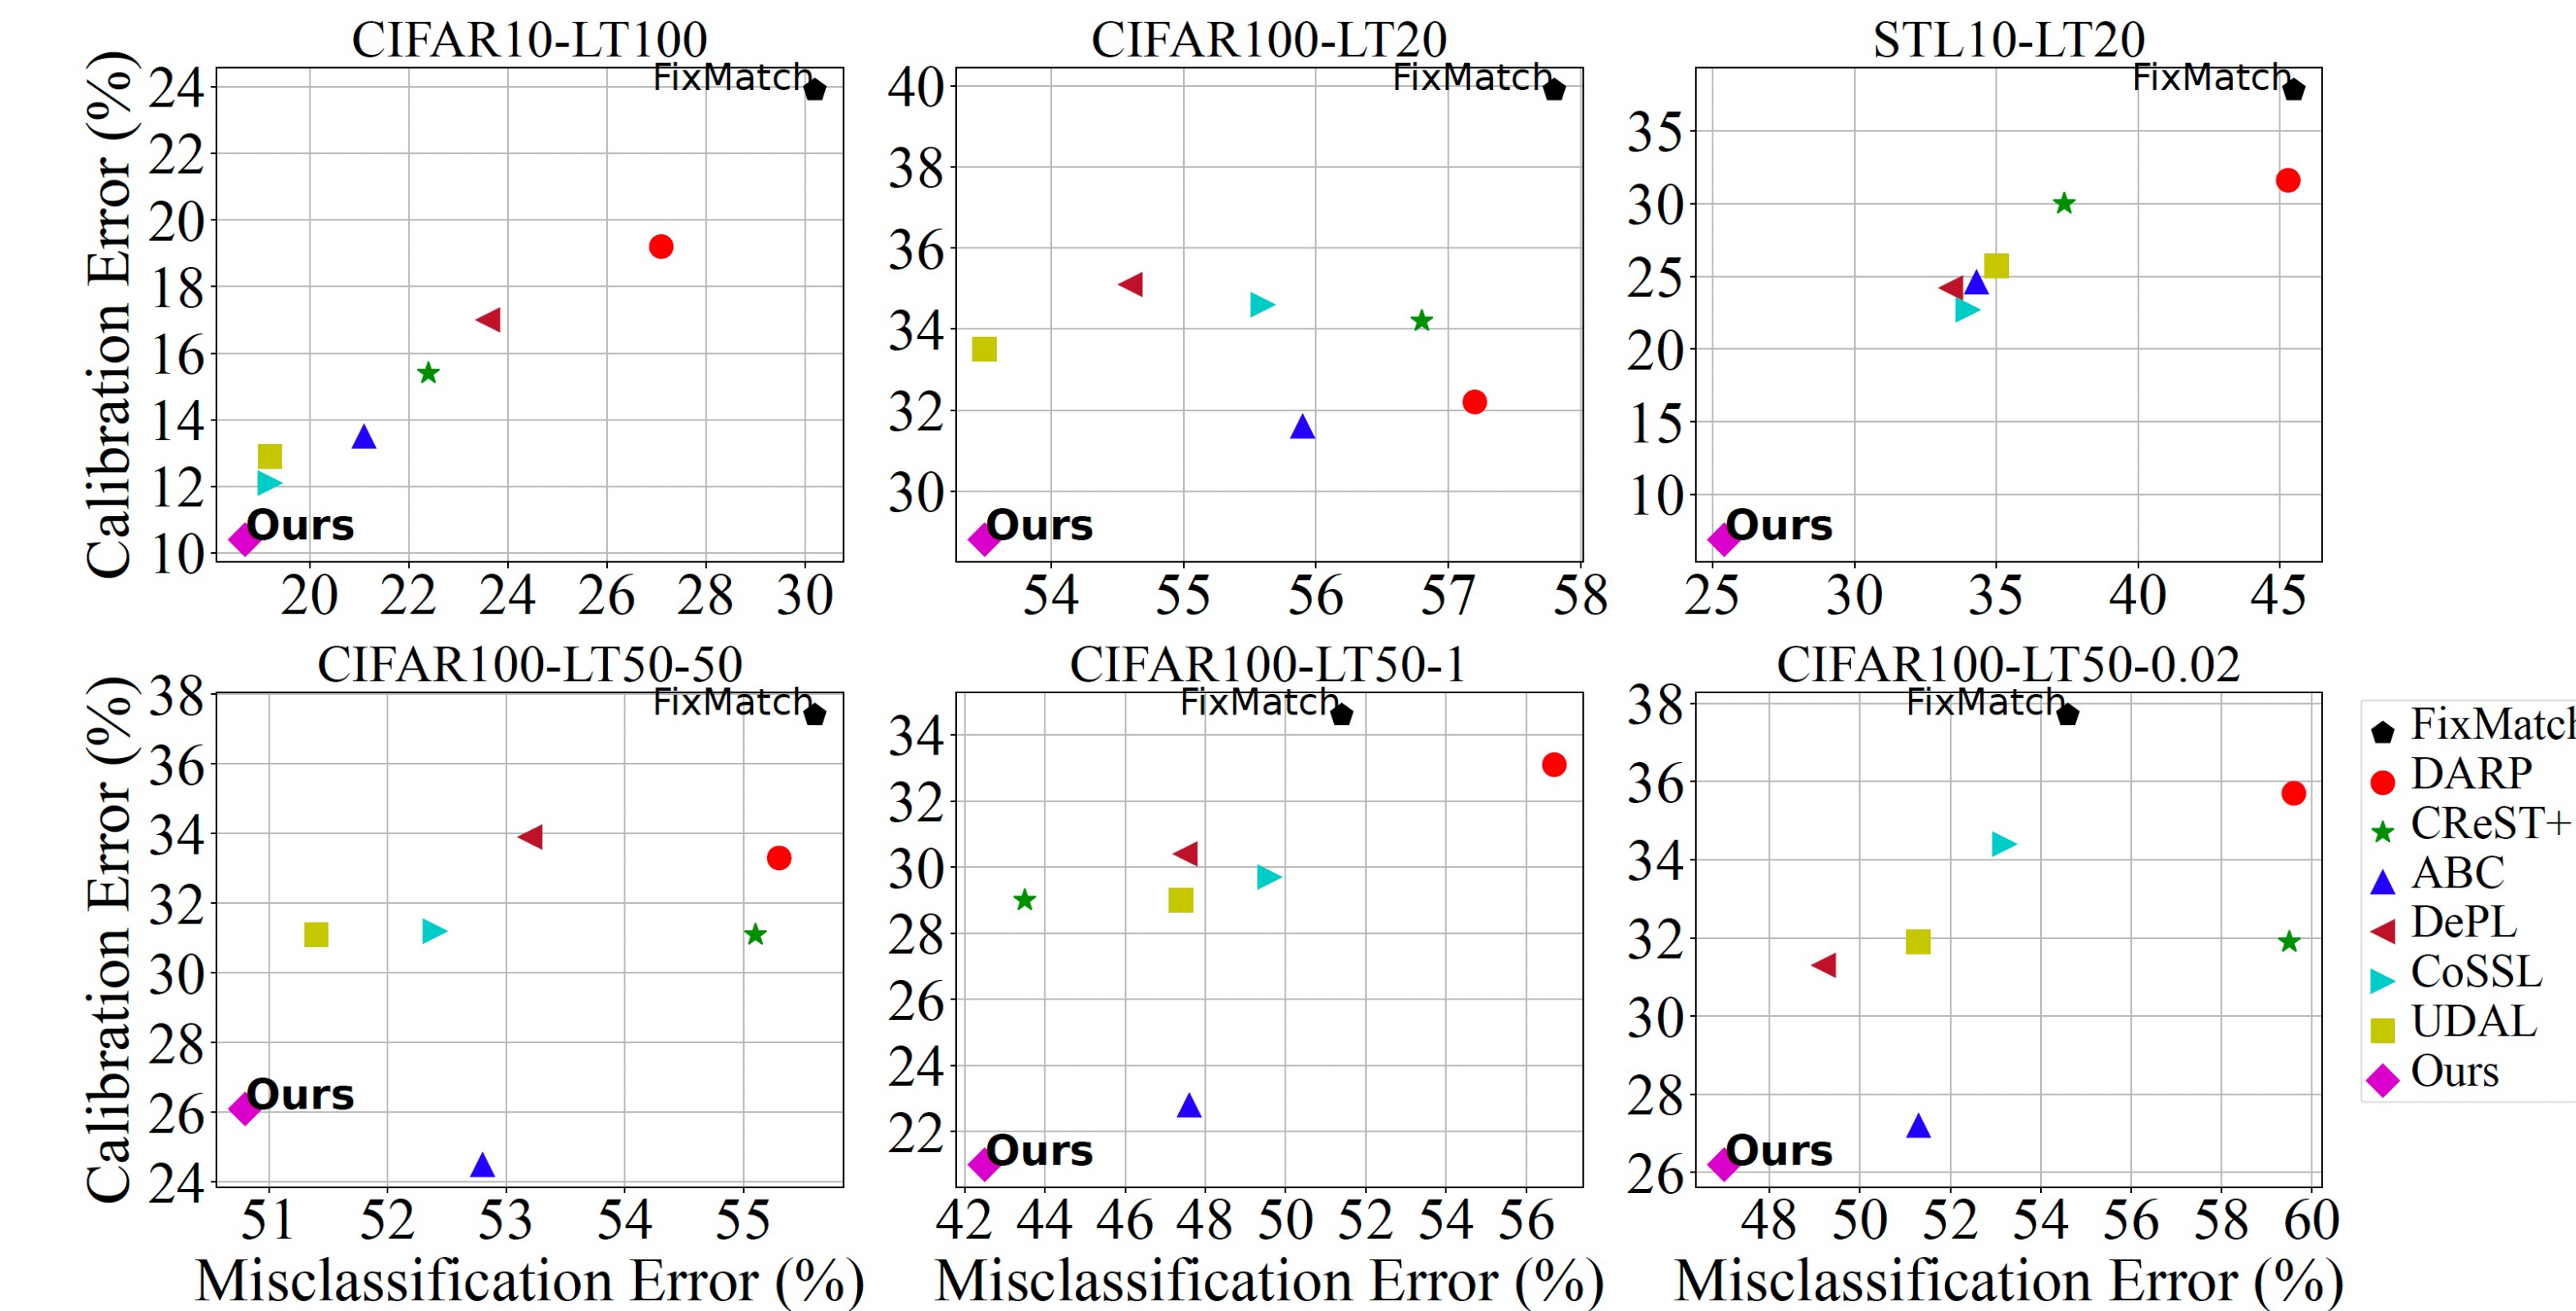 CIFAR10-LT100
CIFAR100-LT20
STL10-LT20
Calibration Error (%)
24
22
20
18
16
14
12
10
FixMatch
Ours
20 22 24 26 28 30
40
38
36
34
32
30
FixMatch
Ours
54 55 56 57 58
35
30
25
20
15
10
FixMatch
Ours
25 30 35 40 45
CIFAR100-LT50-50
CIFAR100-LT50-1
CIFAR100-LT50-0.02
Calibration Error (%)
38
36
34
32
30
28
26
24
FixMatch
Ours
51 52 53 54 55
Misclassification Error (%)
34
32
30
28
26
24
22
FixMatch
Ours
42 44 46 48 50 52 54 56
Misclassification Error (%)
38
36
34
32
30
28
26
FixMatch
Ours
48 50 52 54 56 58 60
Misclassification Error (%)
FixMatch
DARP
CReST+
ABC
DePL
CoSSL
UDAL
Ours